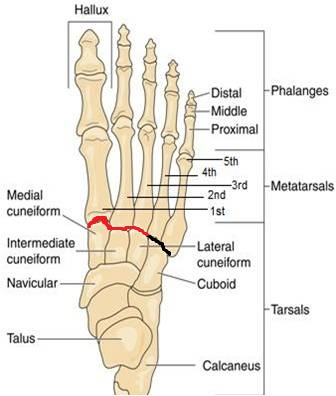 Hallux
Distal
Middle
Proximal
Phalanges
5th
4th
3rd
2nd
1st
Metatarsals
Medial
cuneiform
Intermediate
cuneiform
Navicular
Talus
Lateral
cuneiform
Cuboid
Calcaneus
Tarsals